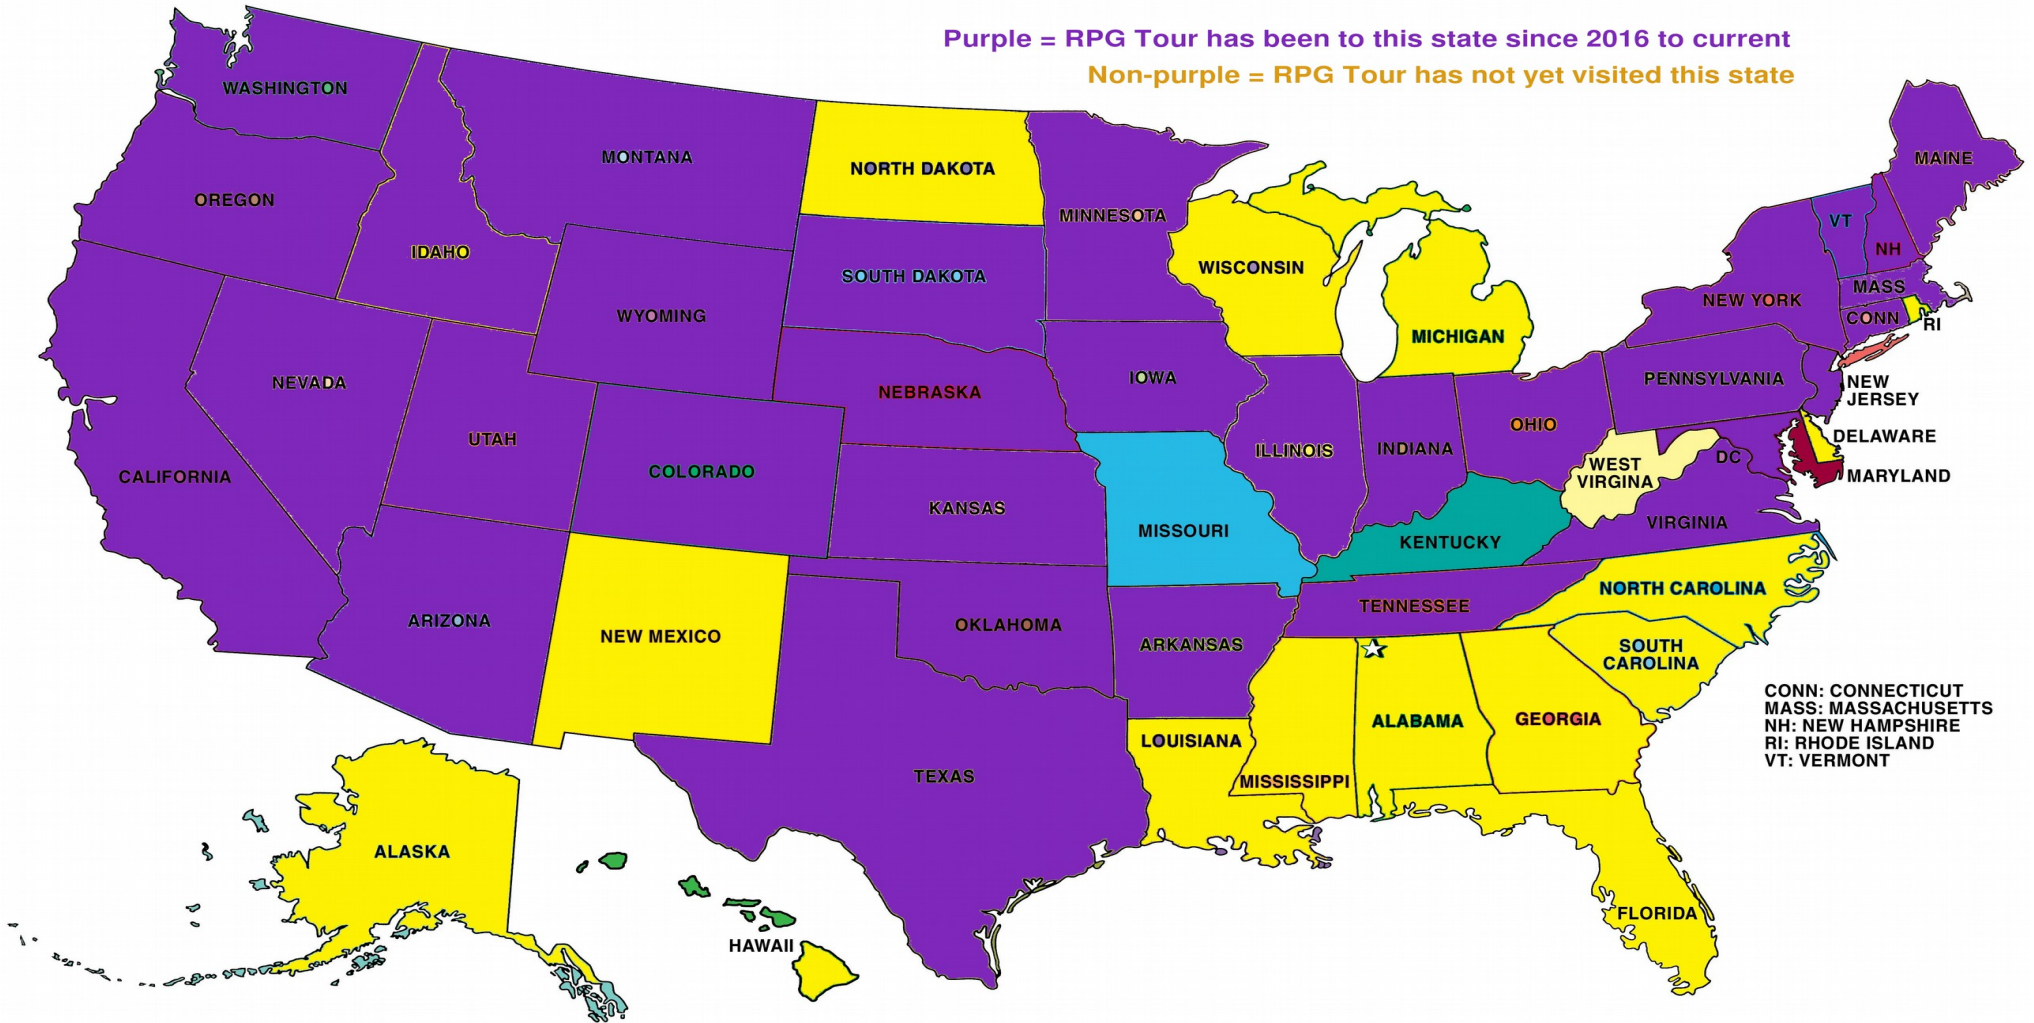 Purple = RPG Tour has been to this state since 2016 to current
Non-purple = RPG Tour has not yet visited this state
WASHINGTON
MONTANA
NORTH DAKOTA
MINNESOTA
MAINE
OREGON
IDAHO
SOUTH DAKOTA
WISCONSIN
VT
NH
WYOMING
MICHIGAN
NEW YORK
MASS
CONN
RI
NEVADA
UTAH
NEBRASKA
IOWA
PENNSYLVANIA
NEW
JERSEY
CALIFORNIA
COLORADO
KANSAS
ILLINOIS
INDIANA
OHIO
DELAWARE
WEST
VIRGINA
DC
MARYLAND
MISSOURI
KENTUCKY
VIRGINIA
ARIZONA
NEW MEXICO
OKLAHOMA
ARKANSAS
TENNESSEE
NORTH CAROLINA
SOUTH
CAROLINA
TEXAS
LOUISIANA
MISSISSIPPI
ALABAMA
GEORGIA
CONN: CONNECTICUT
MASS: MASSACHUSETTS
NH: NEW HAMPSHIRE
RI: RHODE ISLAND
VT: VERMONT
ALASKA
HAWAII
FLORIDA